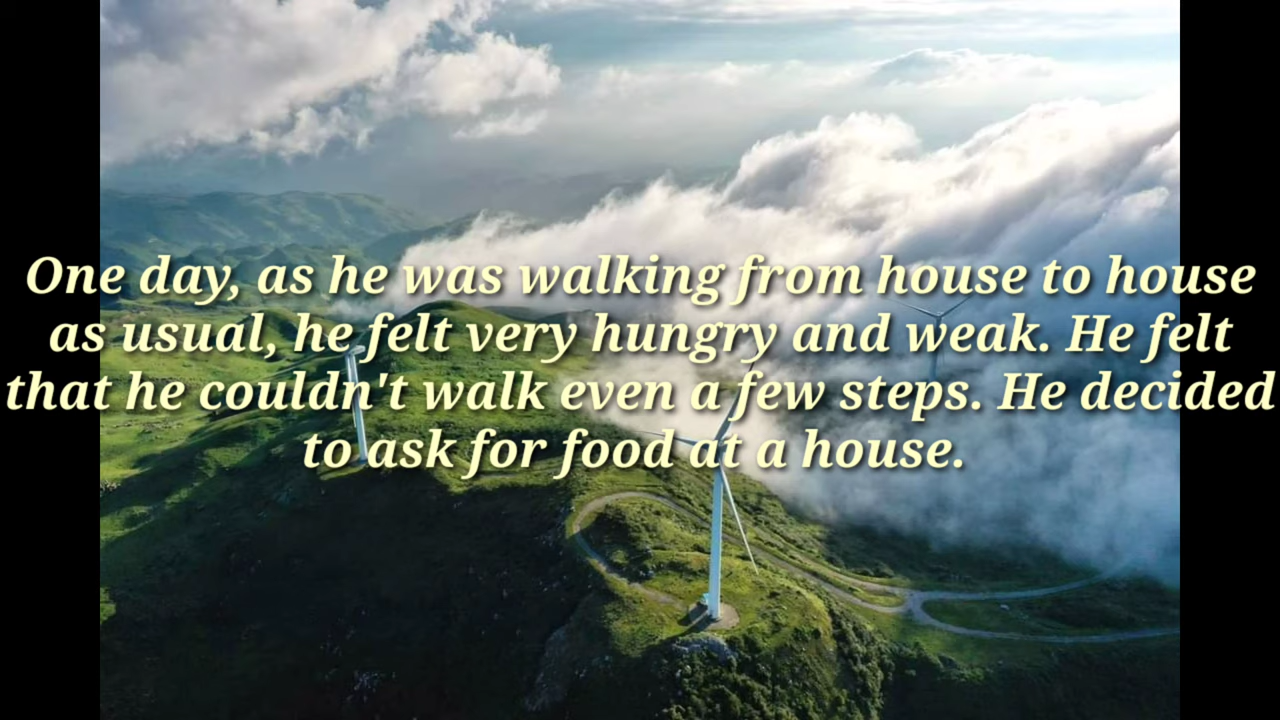 One day, as he was walking from house to house
as usual, he felt very hungry and weak. He felt
that he couldn't walk even a few steps. He decided
to ask for food at a house.